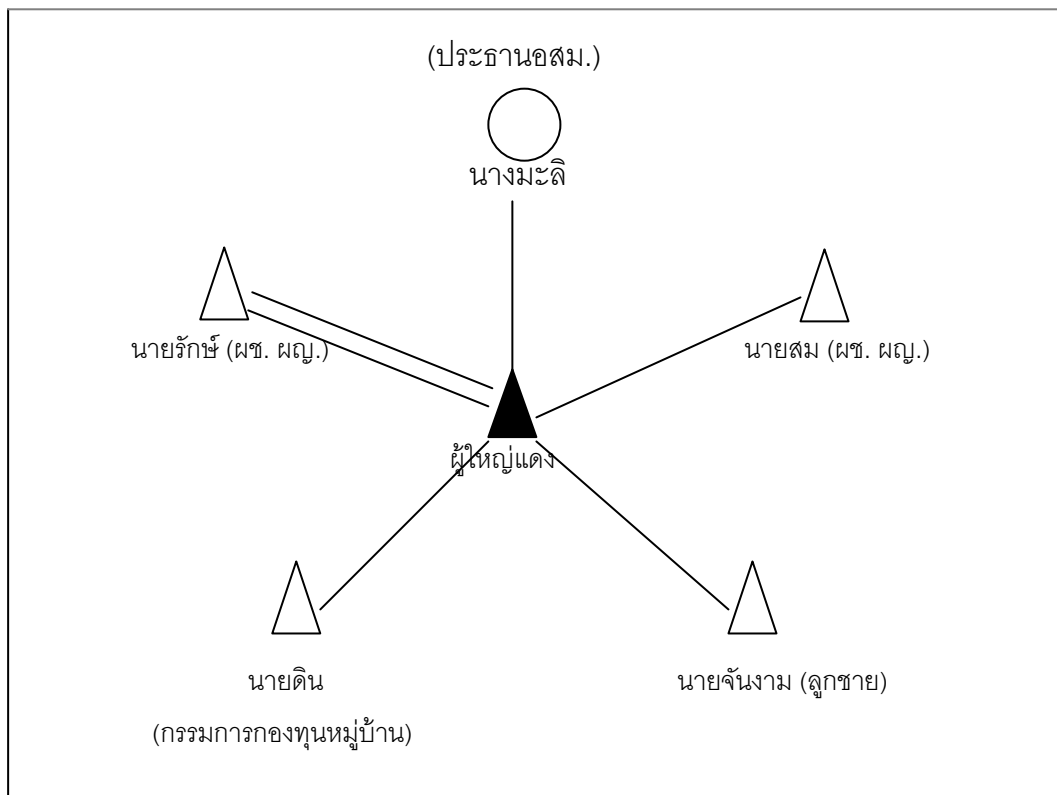 (ประธานอสม.)
นางมะลิ
นายรักษ์ (ผช. ผญ.)
นายสม (ผช. ผญ.)
ผู้ใหญ่แดง
นายดิน
(กรรมการกองทุนหมู่บ้าน)
นายจันงาม (ลูกชาย)